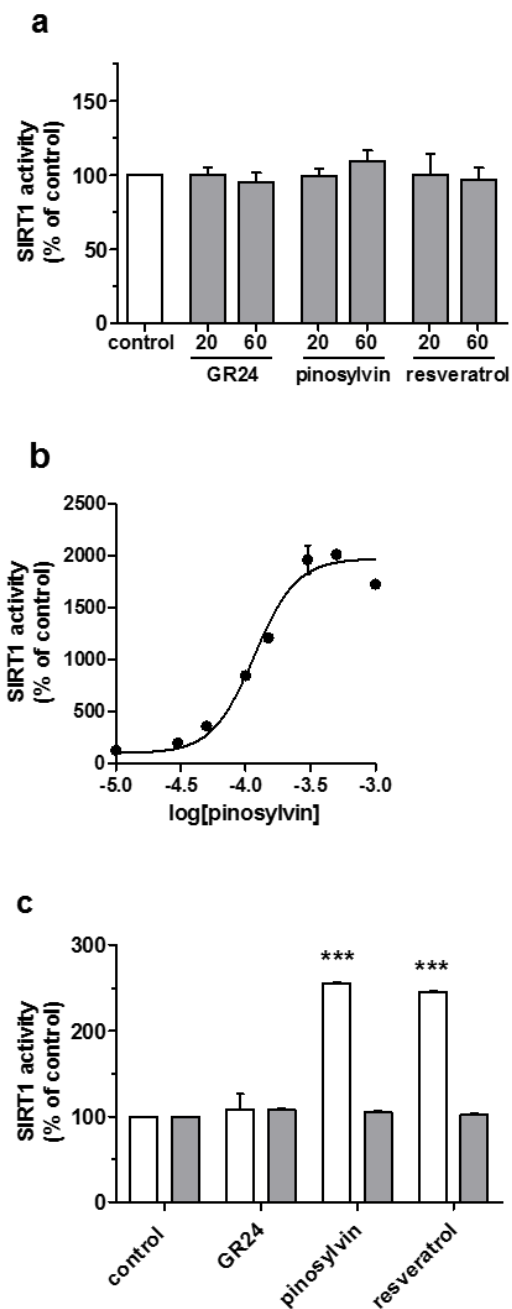 a
SIRT1 activity
(% of control)
150
100
50
0
control 20 60 20 60 20 60
GR24 pinosylvin resveratrol
b
SIRT1 activity
(% of control)
2500
2000
1500
1000
500
0
-5.0 -4.5 -4.0 -3.5 -3.0
log[pinosylvin]
c
SIRT1 activity
(% of control)
300
200
100
0
*** ***
control GR24 pinosylvin resveratrol